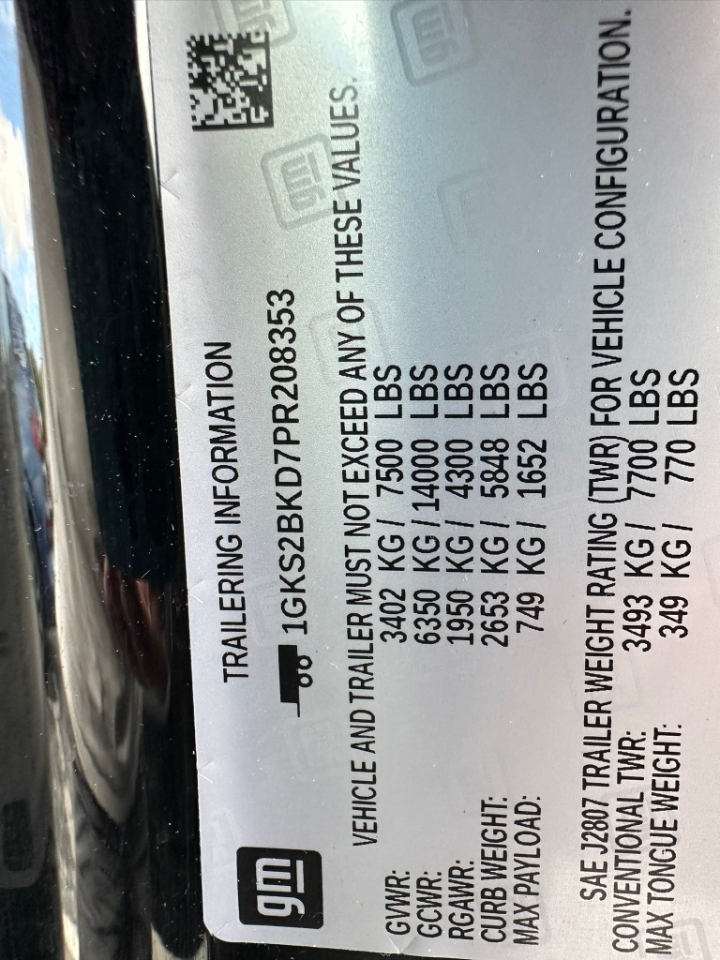 gm
TRAILERING INFORMATION
1GKS2BKD7PR208353
VEHICLE AND TRAILER MUST NOT EXCEED ANY OF THESE VALUES.
GVWR: 3402 KG / 7500 LBS
GCWR: 6350 KG / 14000 LBS
RGAWR: 1950 KG / 4300 LBS
CURB WEIGHT: 2653 KG / 5848 LBS
MAX PAYLOAD: 749 KG / 1652 LBS
SAE J2807 TRAILER WEIGHT RATING (TWR) FOR VEHICLE CONFIGURATION.
CONVENTIONAL TWR: 3493 KG / 7700 LBS
MAX TONGUE WEIGHT: 349 KG / 770 LBS